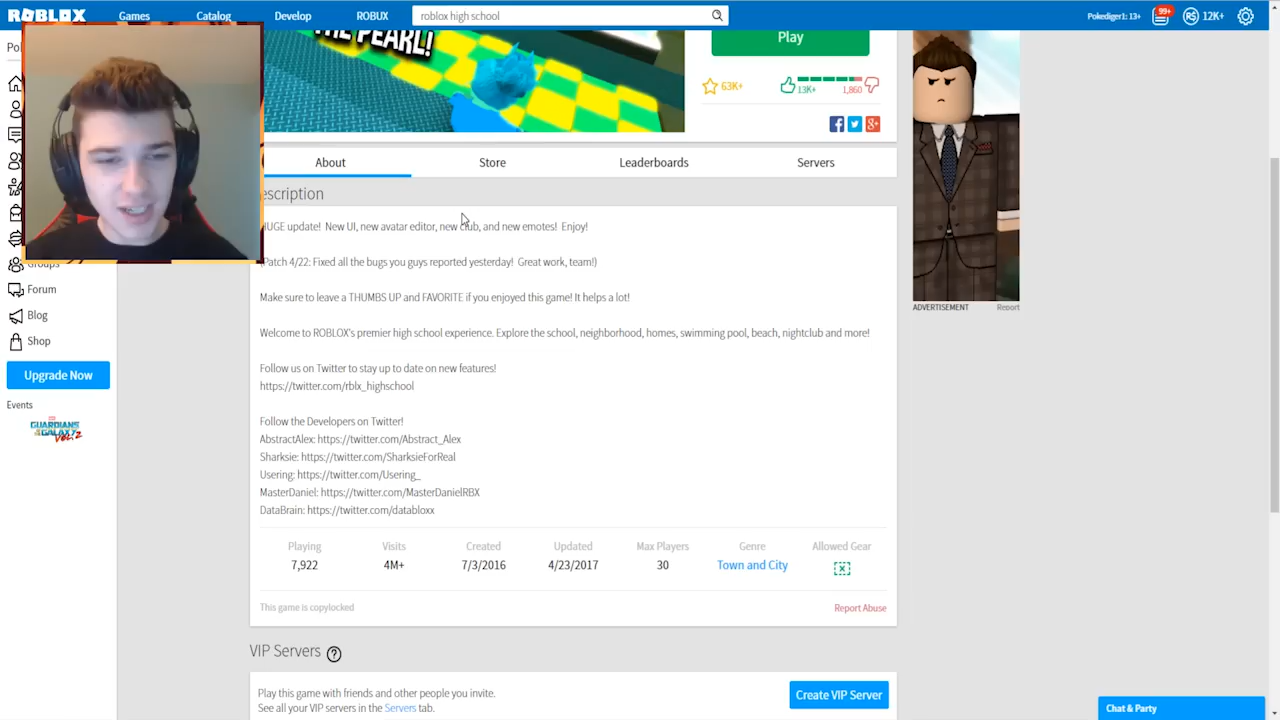 ROBLOX Games Catalog Develop ROBUX roblox high school Pokediger1: 13+ 99+ 12K+
THE PEARL!
Play
63K+ 13K+ 1,860
About Store Leaderboards Servers
escription
UGE update! New UI, new avatar editor, new club, and new emotes! Enjoy!
(Patch 4/22: Fixed all the bugs you guys reported yesterday! Great work, team!)
Make sure to leave a THUMBS UP and FAVORITE if you enjoyed this game! It helps a lot!
Welcome to ROBLOX's premier high school experience. Explore the school, neighborhood, homes, swimming pool, beach, nightclub and more!
Follow us on Twitter to stay up to date on new features!
https://twitter.com/rblx_highschool
Follow the Developers on Twitter!
AbstractAlex: https://twitter.com/Abstract_Alex
Sharksie: https://twitter.com/SharksieForReal
Usering: https://twitter.com/Usering_
MasterDaniel: https://twitter.com/MasterDanielRBX
DataBrain: https://twitter.com/databloxx
Playing Visits Created Updated Max Players Genre Allowed Gear
7,922 4M+ 7/3/2016 4/23/2017 30 Town and City
This game is copylocked Report Abuse
VIP Servers ?
Play this game with friends and other people you invite.
See all your VIP servers in the Servers tab.
Create VIP Server
Groups
Forum
Blog
Shop
Upgrade Now
Events
GUARDIANS
OF THE GALAXY
VOL. 2
ADVERTISEMENT Report
Chat & Party